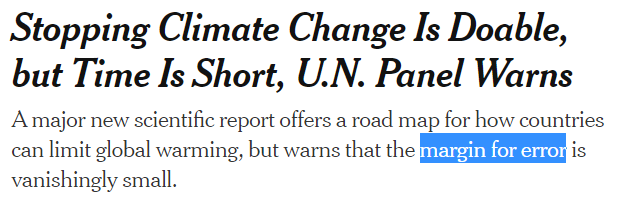 Stopping Climate Change Is Doable,
but Time Is Short, U.N. Panel Warns
A major new scientific report offers a road map for how countries
can limit global warming, but warns that the margin for error is
vanishingly small.